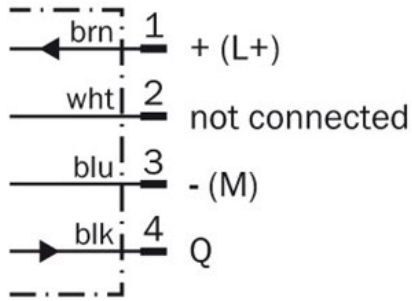 brn 1 + (L+)
wht 2 not connected
blu 3 - (M)
blk 4 Q